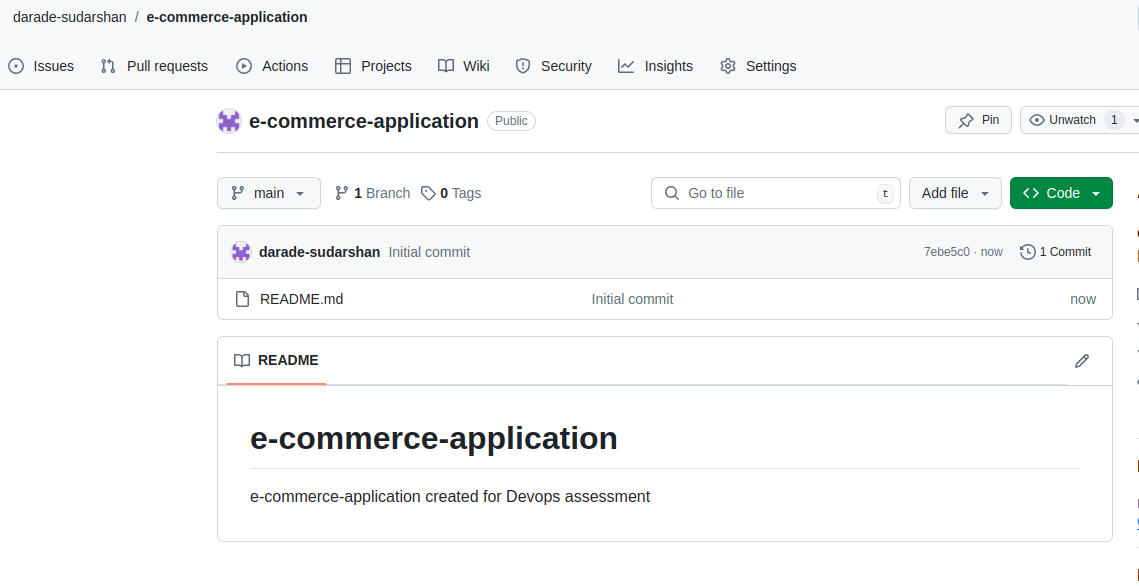 darade-sudarshan / e-commerce-application
Issues Pull requests Actions Projects Wiki Security Insights Settings
e-commerce-application Public Pin Unwatch 1
main 1 Branch 0 Tags Go to file t Add file Code
darade-sudarshan Initial commit 7ebe5c0 · now 1 Commit
README.md Initial commit now
README
e-commerce-application
e-commerce-application created for Devops assessment